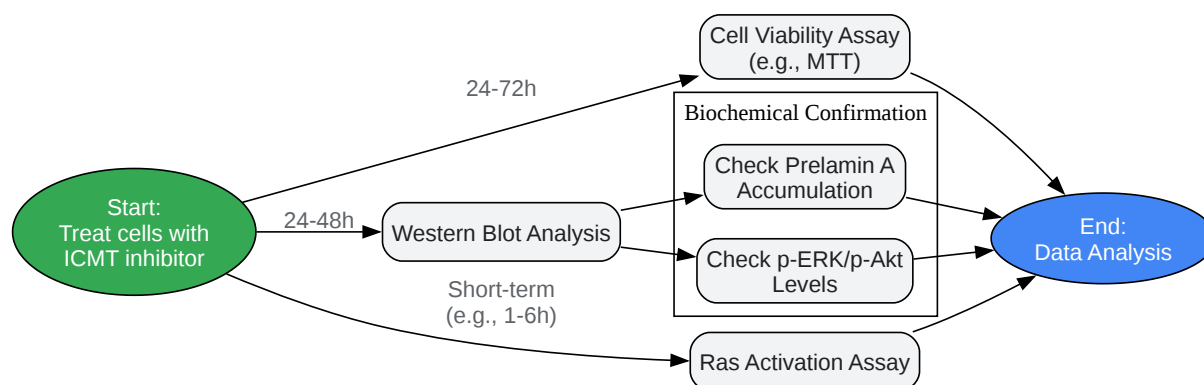 Start:
Treat cells with
ICMT inhibitor
24-72h
24-48h
Short-term
(e.g., 1-6h)
Cell Viability Assay
(e.g., MTT)
Western Blot Analysis
Biochemical Confirmation
Check Prelamin A
Accumulation
Check p-ERK/p-Akt
Levels
Ras Activation Assay
End:
Data Analysis